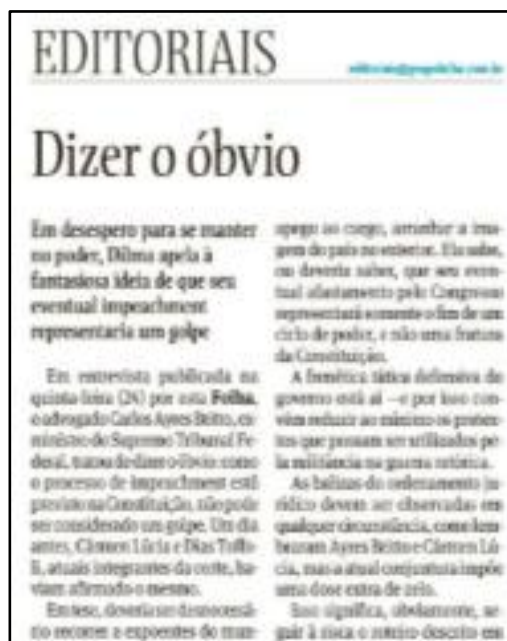 EDITORIAIS
editoriais@grupofolha.com.br
Dizer o óbvio
Em desespero para se manter
no poder, Dilma apela à
fantasiosa ideia de que seu
eventual impeachment
representaria um golpe
Em entrevista publicada na
quinta-feira (24) por esta Folha,
o advogado Carlos Ayres Britto, ex-
ministro do Supremo Tribunal Fe-
deral, tratou de dizer o óbvio: como
o processo de impeachment está
previsto na Constituição, não pode
ser considerado um golpe. Um dia
antes, Cármen Lúcia e Dias Toffo-
li, atuais integrantes da corte, ha-
viam afirmado o mesmo.
Em tese, deveria ser desnecessá-
rio recorrer a expoentes do mun-
apego ao cargo, arranhar a ima-
gem do país no exterior. Ela sabe,
ou deveria saber, que seu even-
tual afastamento pelo Congresso
representará somente o fim de um
ciclo de poder, e não uma fratura
da Constituição.
A frenética tática defensiva do
governo está aí —e por isso con-
vém reduzir ao mínimo os pretex-
tos que possam ser utilizados pe-
la militância na guerra retórica.
As balizas do ordenamento ju-
rídico devem ser observadas em
qualquer circunstância, como lem-
braram Ayres Britto e Cármen Lú-
cia, mas a atual conjuntura impõe
uma dose extra de zelo.
Isso significa, obviamente, se-
guir à risca o roteiro descrito em